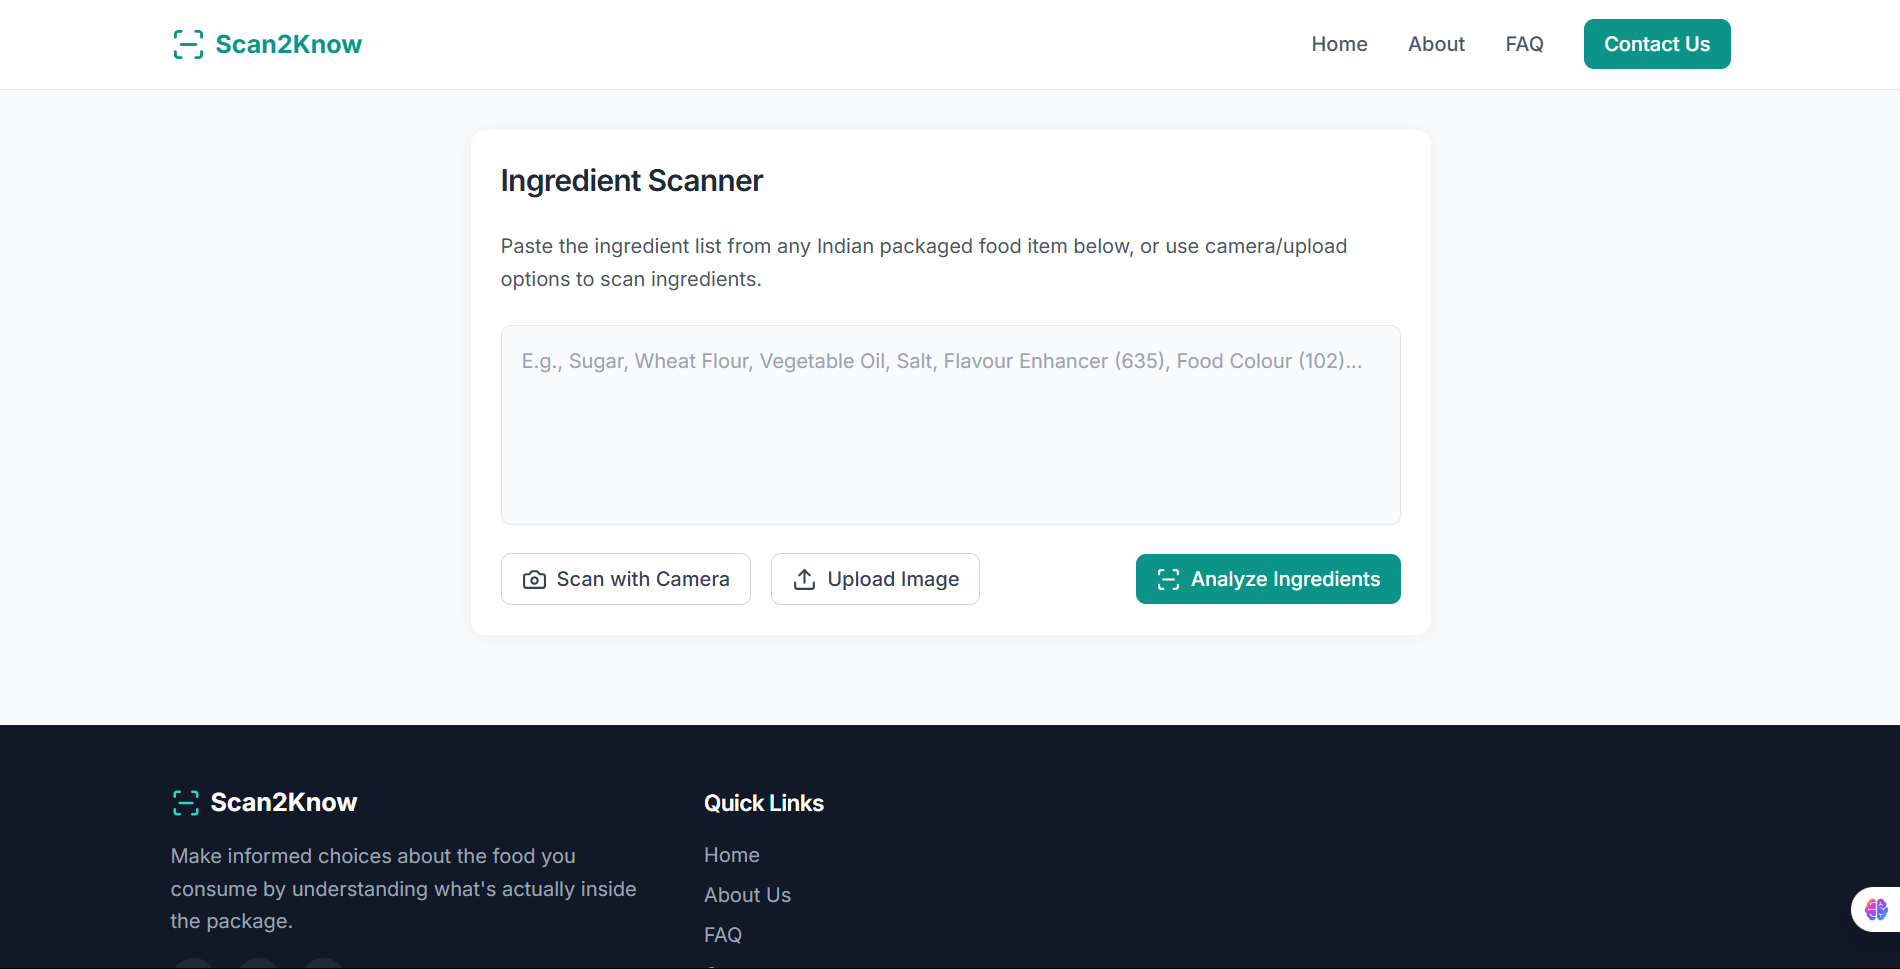 Scan2Know
Home
About
FAQ
Contact Us
Ingredient Scanner
Paste the ingredient list from any Indian packaged food item below, or use camera/upload
options to scan ingredients.
E.g., Sugar, Wheat Flour, Vegetable Oil, Salt, Flavour Enhancer (635), Food Colour (102)...
Scan with Camera
Upload Image
Analyze Ingredients
Scan2Know
Make informed choices about the food you
consume by understanding what's actually inside
the package.
Quick Links
Home
About Us
FAQ